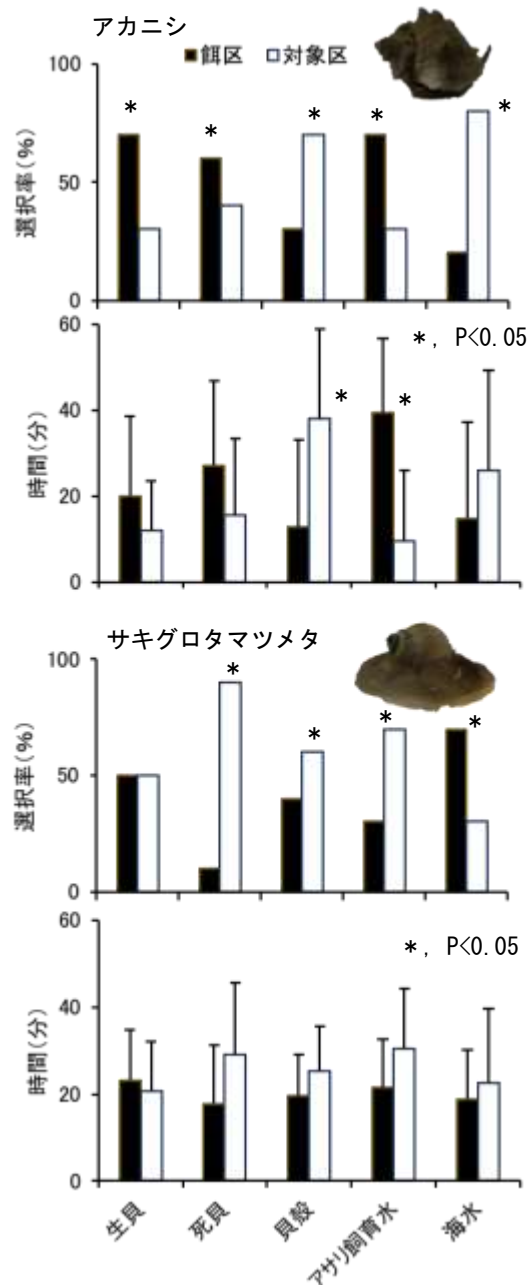 アカニシ
■餌区 □対象区
100
50
0
選択率(%)
* * * * *
60
40
20
0
時間(分)
*, P<0.05
* *
サキグロタマツメタ
100
50
0
選択率(%)
* * * *
60
40
20
0
時間(分)
*, P<0.05
生貝
死貝
貝殻
アサリ飼育水
海水